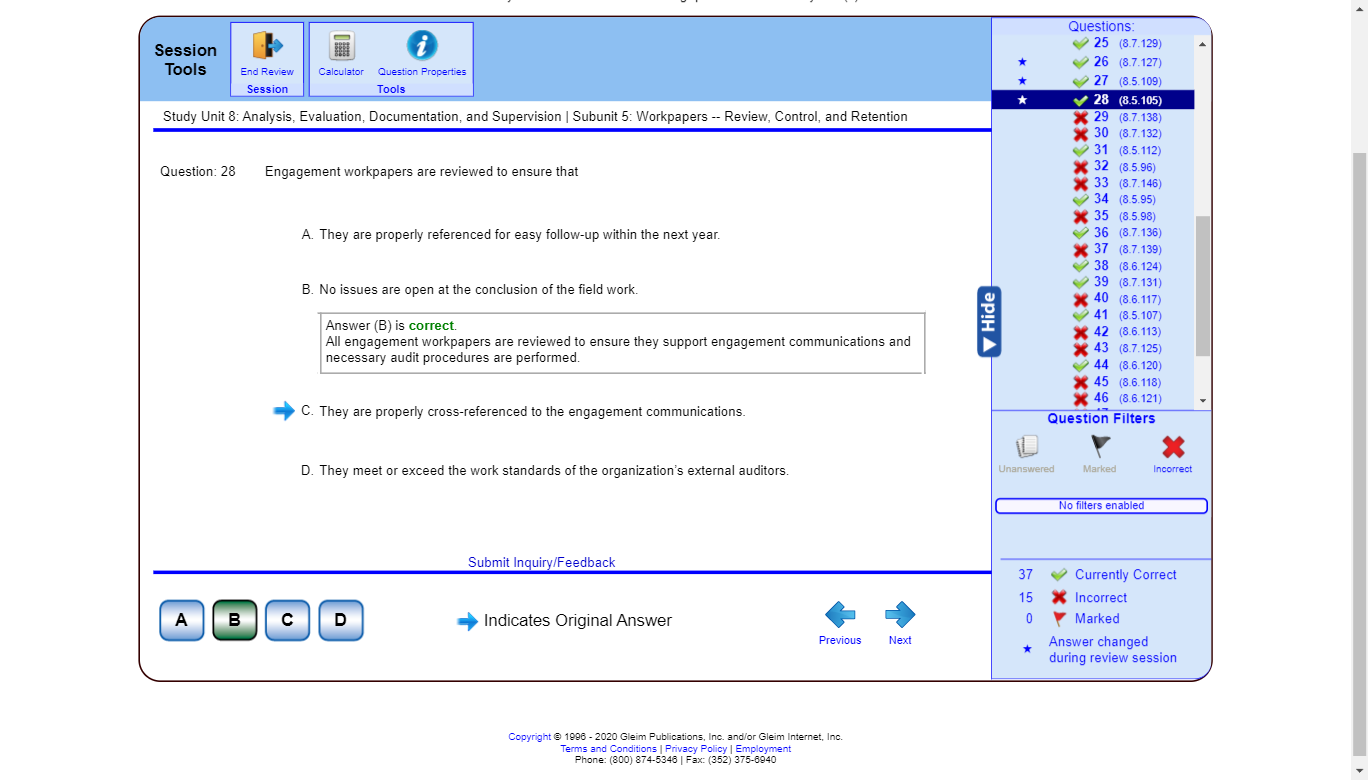 Session
Tools
End Review
Session
Calculator
Question Properties
Tools
Study Unit 8: Analysis, Evaluation, Documentation, and Supervision | Subunit 5: Workpapers -- Review, Control, and Retention
Question: 28 Engagement workpapers are reviewed to ensure that
A. They are properly referenced for easy follow-up within the next year.
B. No issues are open at the conclusion of the field work.
Answer (B) is correct.
All engagement workpapers are reviewed to ensure they support engagement communications and
necessary audit procedures are performed.
C. They are properly cross-referenced to the engagement communications.
D. They meet or exceed the work standards of the organization's external auditors.
Submit Inquiry/Feedback
A B C D
Indicates Original Answer
Previous
Next
Hide
Questions:
25 (8.7.129)
26 (8.7.127)
27 (8.5.109)
28 (8.5.105)
29 (8.7.138)
30 (8.7.132)
31 (8.5.112)
32 (8.5.96)
33 (8.7.146)
34 (8.5.95)
35 (8.5.98)
36 (8.7.136)
37 (8.7.139)
38 (8.6.124)
39 (8.7.131)
40 (8.6.117)
41 (8.5.107)
42 (8.6.113)
43 (8.7.125)
44 (8.6.120)
45 (8.6.118)
46 (8.6.121)
Question Filters
Unanswered
Marked
Incorrect
No filters enabled
37 Currently Correct
15 Incorrect
0 Marked
Answer changed
during review session
Copyright © 1996 - 2020 Gleim Publications, Inc. and/or Gleim Internet, Inc.
Terms and Conditions | Privacy Policy | Employment
Phone: (800) 874-5346 | Fax: (352) 375-6940